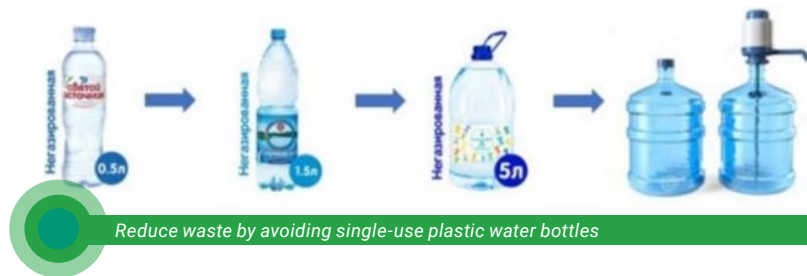 Негазированная
СВЯТОЙ
ИСТОЧНИК
0.5л
Негазированная
1.5л
Негазированная
5л
Reduce waste by avoiding single-use plastic water bottles